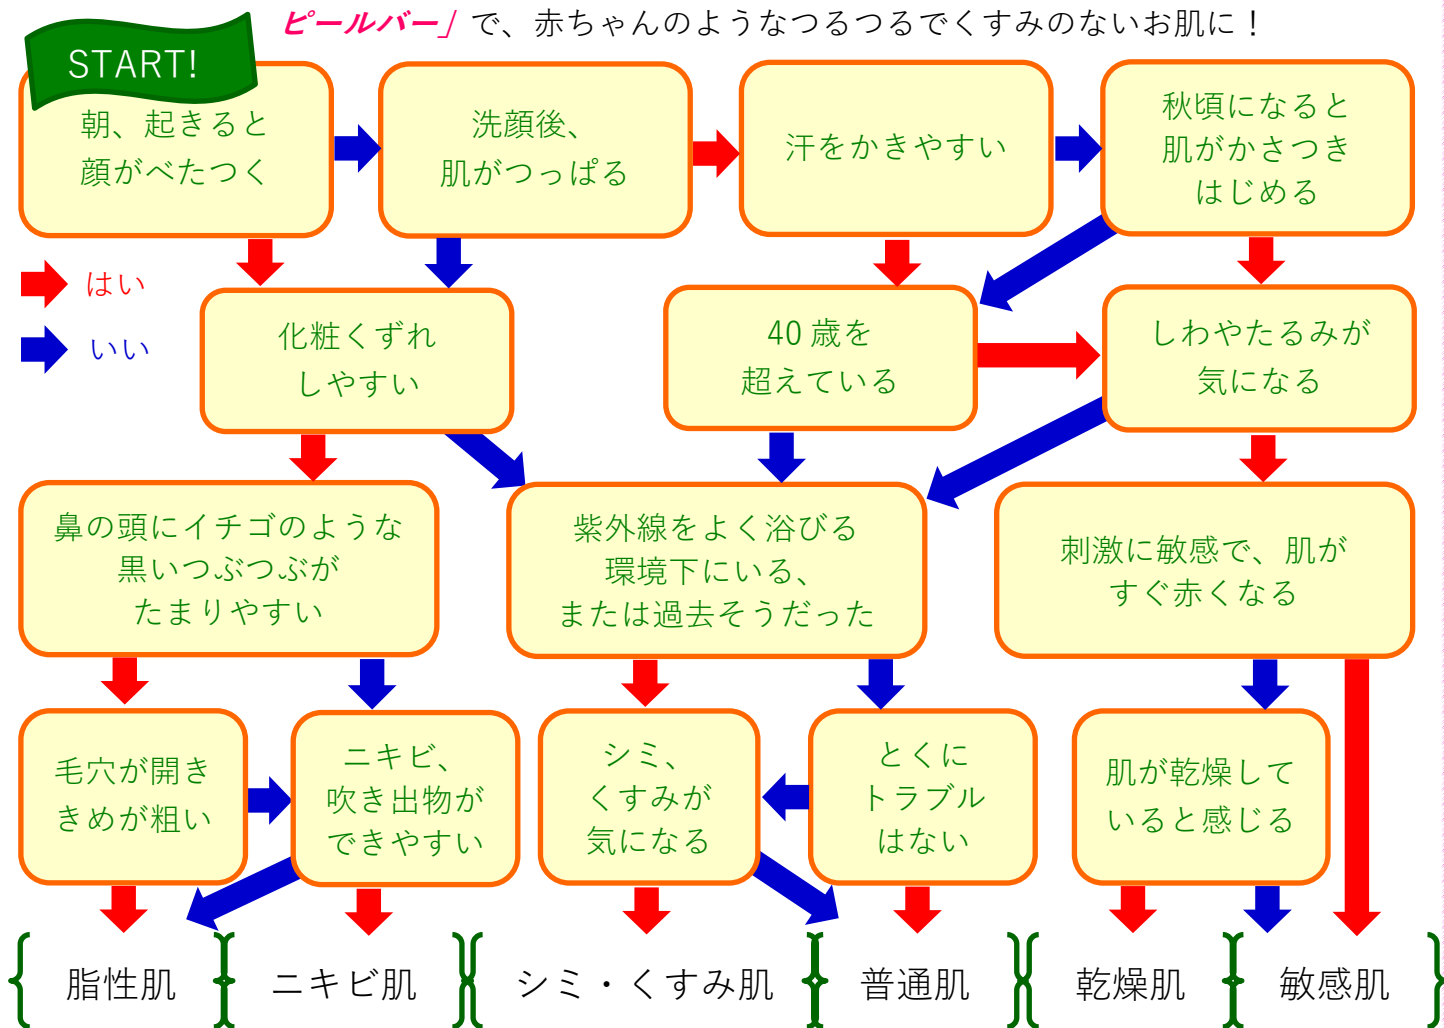 ピールバー」で、赤ちゃんのようなつるつるでくすみのないお肌に！
START!
朝、起きると
顔がべたつく
洗顔後、
肌がつっぱる
汗をかきやすい
秋頃になると
肌がかさつき
はじめる
はい
いい
化粧くずれ
しやすい
40歳を
超えている
しわやたるみが
気になる
鼻の頭にイチゴのような
黒いつぶつぶが
たまりやすい
紫外線をよく浴びる
環境下にいる、
または過去そうだった
刺激に敏感で、肌が
すぐ赤くなる
毛穴が開き
きめが粗い
ニキビ、
吹き出物が
できやすい
シミ、
くすみが
気になる
とくに
トラブル
はない
肌が乾燥して
いると感じる
脂性肌
ニキビ肌
シミ・くすみ肌
普通肌
乾燥肌
敏感肌